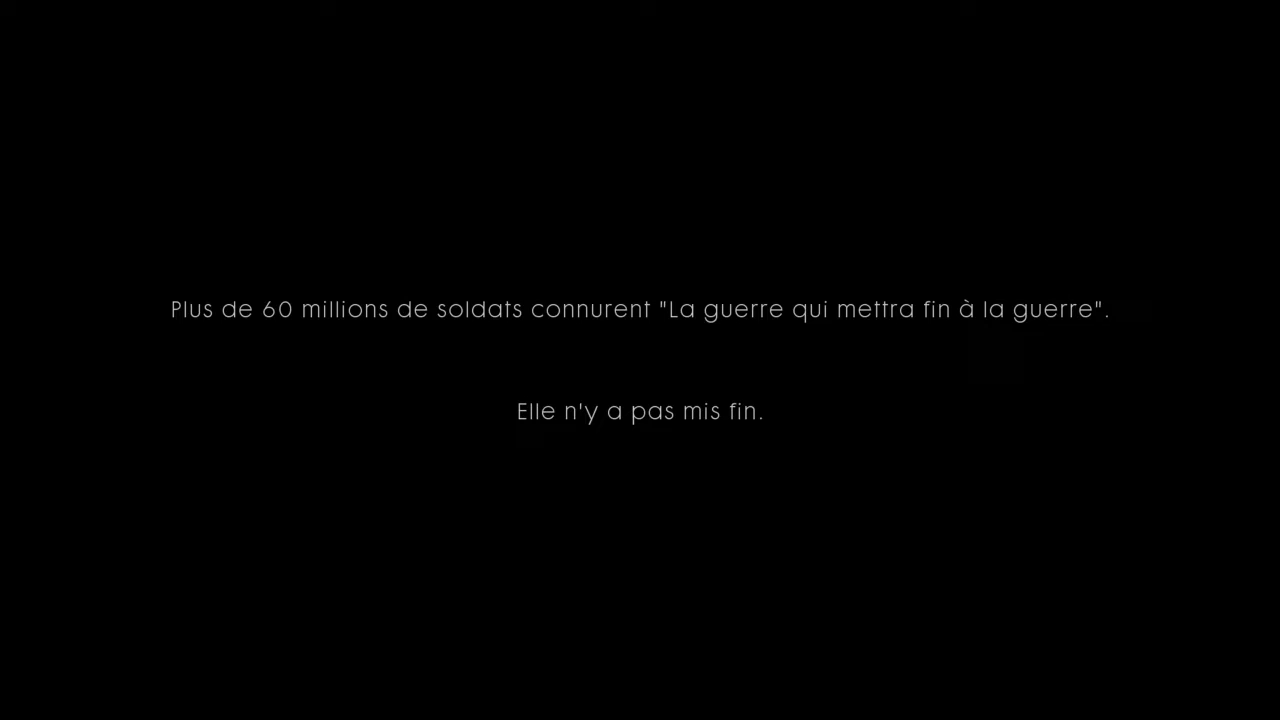 Plus de 60 millions de soldats connurent "La guerre qui mettra fin à la guerre".
Elle n'y a pas mis fin.